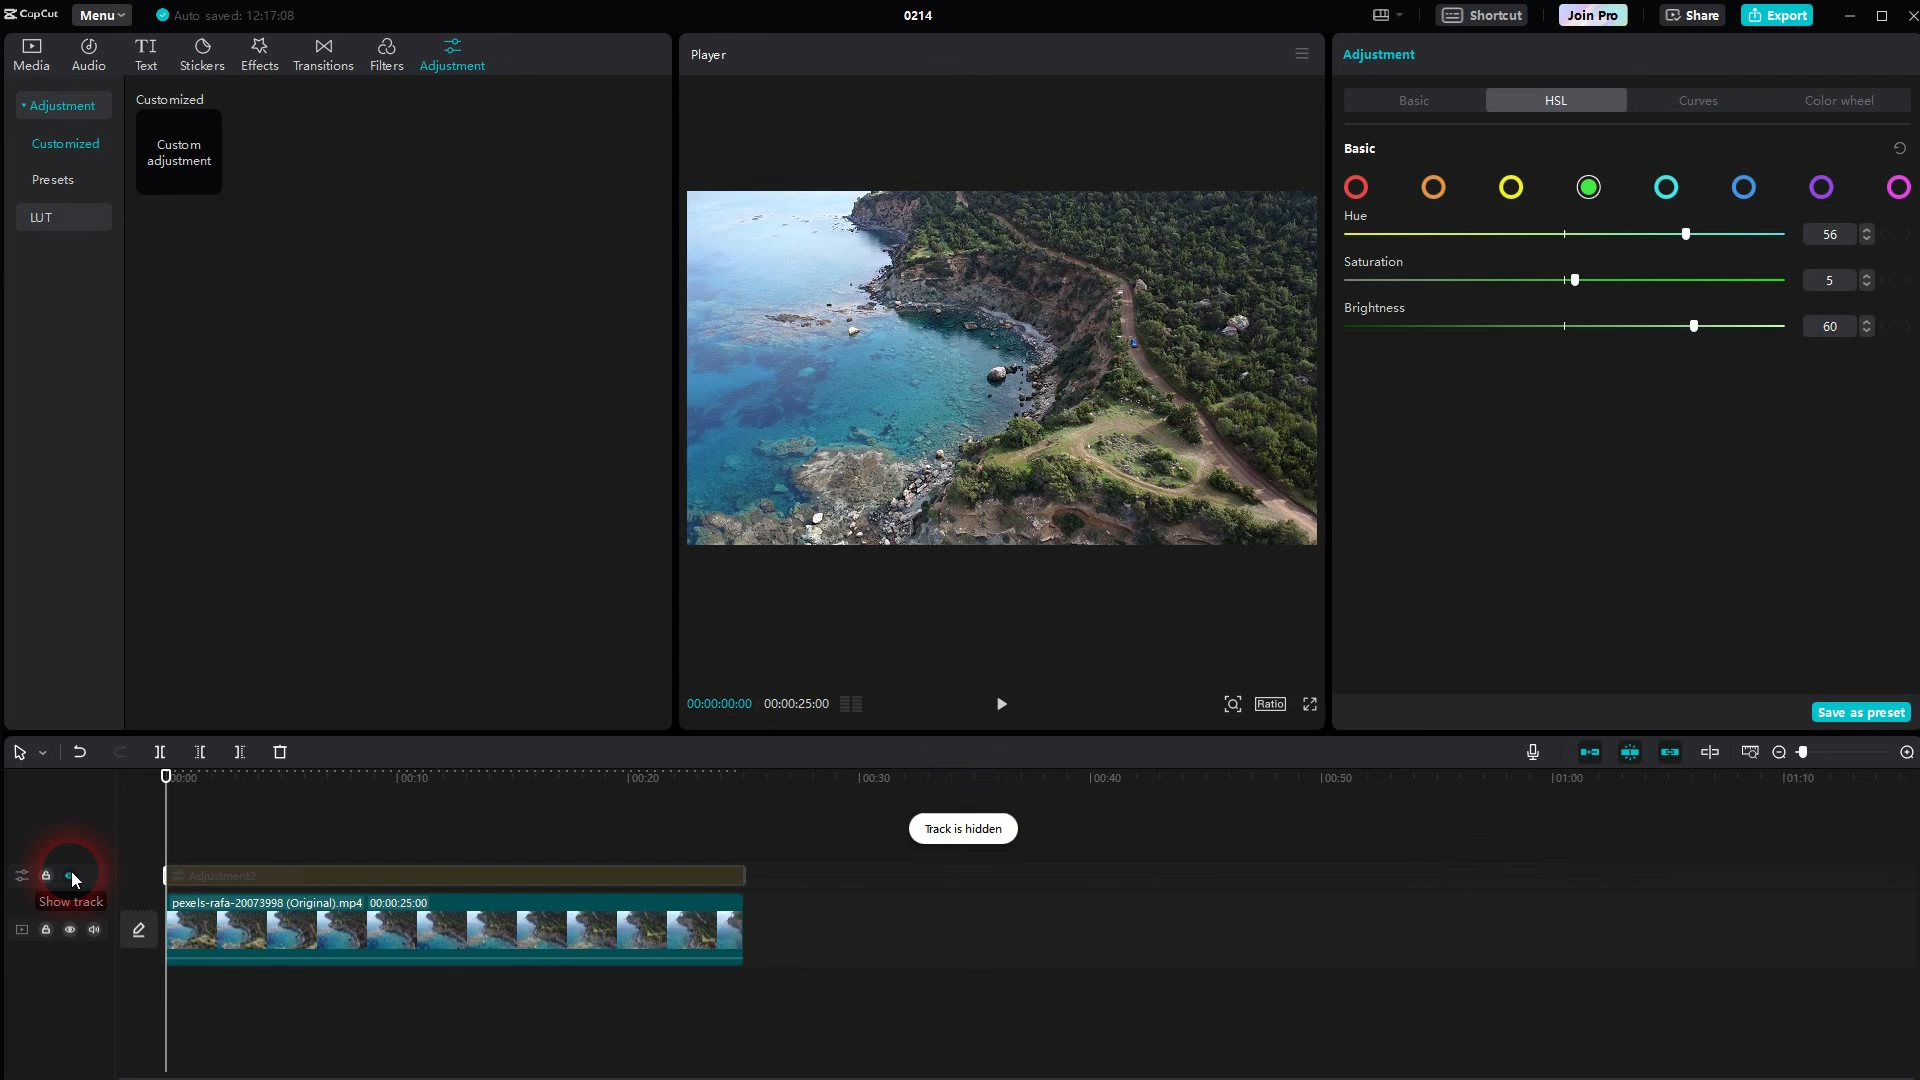 CapCut Menu Auto saved: 12:17:08 0214 Shortcut Join Pro Share Export
Media Audio Text Stickers Effects Transitions Filters Adjustment
Adjustment
Customized
Presets
LUT
Customized
Custom
adjustment
Player
00:00:00:00 00:00:25:00 Ratio
Adjustment
Basic HSL Curves Color wheel
Basic
Hue
56
Saturation
5
Brightness
60
Save as preset
00:00 00:10 00:20 00:30 00:40 00:50 01:00 01:10
Track is hidden
Adjustment2
Show track
pexels-rafa-20073998 (Original).mp4 00:00:25:00